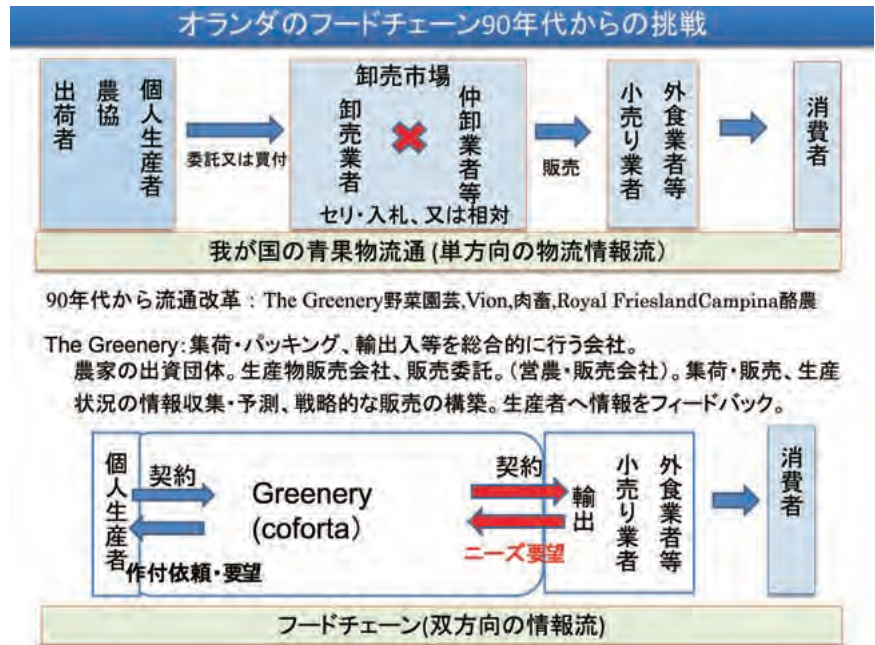 オランダのフードチェーン90年代からの挑戦
出荷者
農協
個人生産者
委託又は買付
卸売市場
卸売業者
仲卸業者等
セリ・入札、又は相対
販売
小売り業者
外食業者等
消費者
我が国の青果物流通(単方向の物流情報流)
90年代から流通改革：The Greenery野菜園芸,Vion,肉畜,Royal FrieslandCampina酪農
The Greenery:集荷・パッキング、輸出入等を総合的に行う会社。
農家の出資団体。生産物販売会社、販売委託。(営農・販売会社)。集荷・販売、生産
状況の情報収集・予測、戦略的な販売の構築。生産者へ情報をフィードバック。
個人生産者
契約
作付依頼・要望
Greenery
(coforta)
契約
ニーズ要望
輸出
小売り業者
外食業者等
消費者
フードチェーン(双方向の情報流)